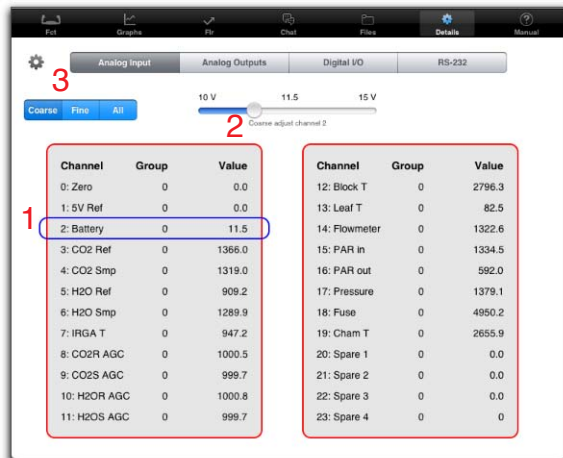 Fct Graphs Flr Chat Files Details Manual
Analog Input Analog Outputs Digital I/O RS-232
3
Coarse Fine All
10 V 11.5 15 V
2 Coarse adjust channel 2
1
Channel Group Value
0: Zero 0 0.0
1: 5V Ref 0 0.0
2: Battery 0 11.5
3: CO2 Ref 0 1366.0
4: CO2 Smp 0 1319.0
5: H2O Ref 0 909.2
6: H2O Smp 0 1289.9
7: IRGA T 0 947.2
8: CO2R AGC 0 1000.5
9: CO2S AGC 0 999.7
10: H2OR AGC 0 1000.8
11: H2OS AGC 0 999.7
Channel Group Value
12: Block T 0 2796.3
13: Leaf T 0 82.5
14: Flowmeter 0 1322.6
15: PAR in 0 1334.5
16: PAR out 0 592.0
17: Pressure 0 1379.1
18: Fuse 0 4950.2
19: Cham T 0 2655.9
20: Spare 1 0 0.0
21: Spare 2 0 0.0
22: Spare 3 0 0.0
23: Spare 4 0 0